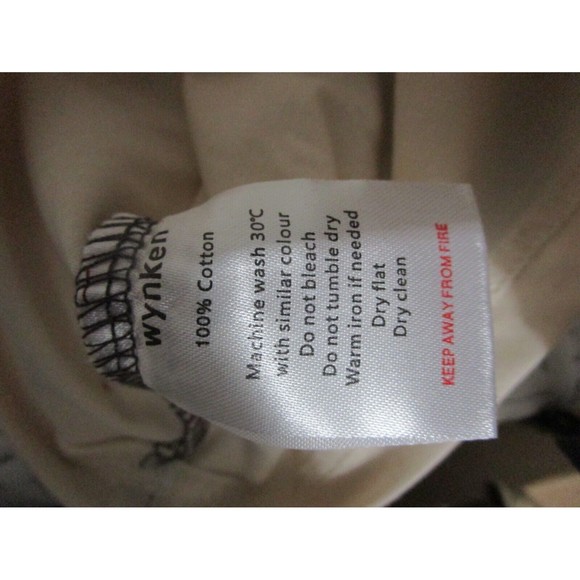 wynken
100% Cotton
Machine wash 30°C
with similar colour
Do not bleach
Do not tumble dry
Warm iron if needed
Dry flat
Dry clean
KEEP AWAY FROM FIRE